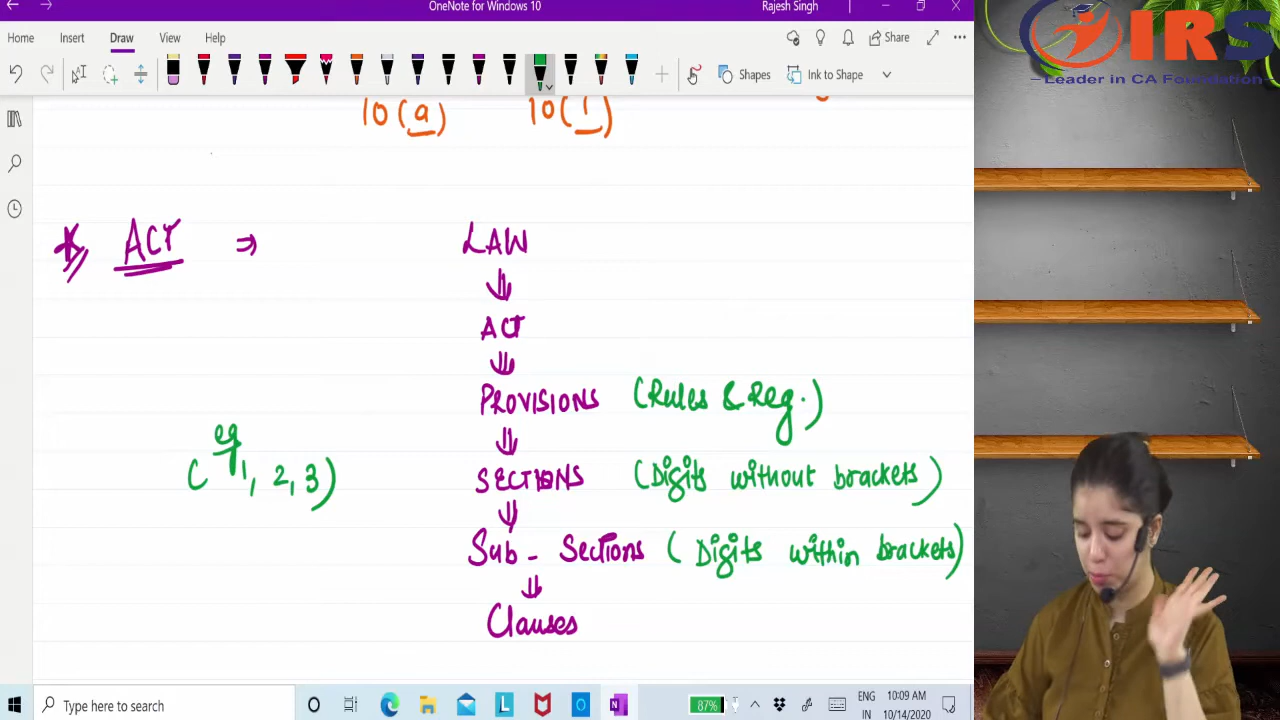 OneNote for Windows 10
Rajesh Singh
Home Insert Draw View Help
Share
Shapes
Ink to Shape
IRS
-Leader in CA Foundation-
10(a) 10(1)
ACT ⇒ LAW
ACT
PROVISIONS (Rules & Reg.)
(eg 1, 2, 3)
SECTIONS (Digits without brackets)
Sub - Sections (Digits within brackets)
Clauses
Type here to search
87%
ENG
IN
10:09 AM
10/14/2020